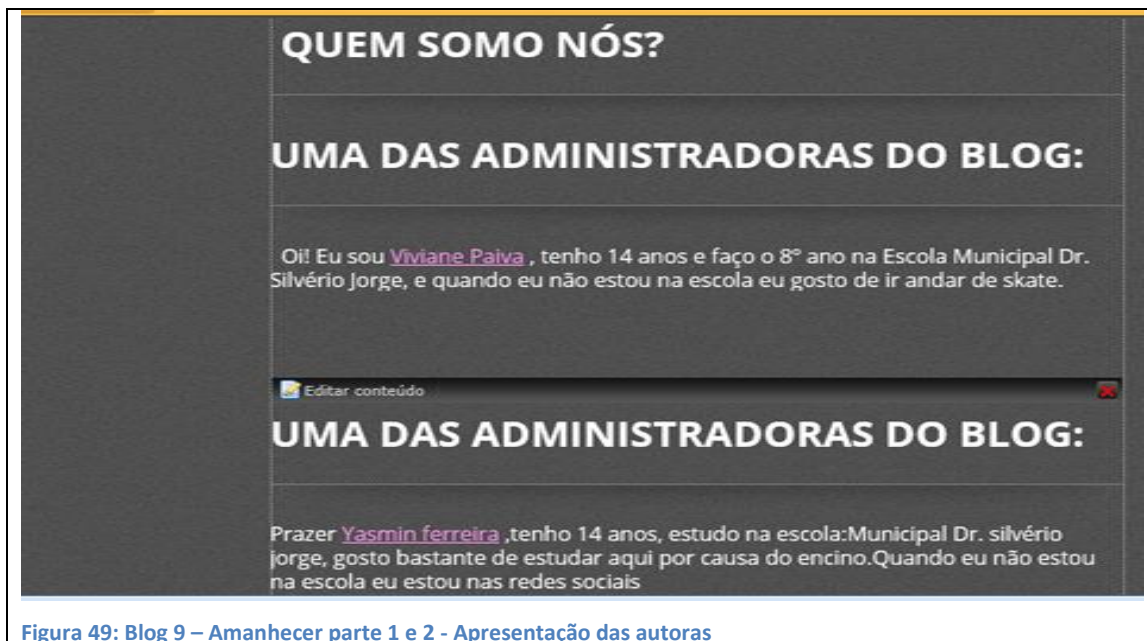 QUEM SOMO NÓS?
UMA DAS ADMINISTRADORAS DO BLOG:
Oi! Eu sou Viviane Paiva , tenho 14 anos e faço o 8º ano na Escola Municipal Dr.
Silvério Jorge, e quando eu não estou na escola eu gosto de ir andar de skate.
Editar conteúdo
UMA DAS ADMINISTRADORAS DO BLOG:
Prazer Yasmin ferreira ,tenho 14 anos, estudo na escola:Municipal Dr. silvério
jorge, gosto bastante de estudar aqui por causa do encino.Quando eu não estou
na escola eu estou nas redes sociais
Figura 49: Blog 9 – Amanhecer parte 1 e 2 - Apresentação das autoras